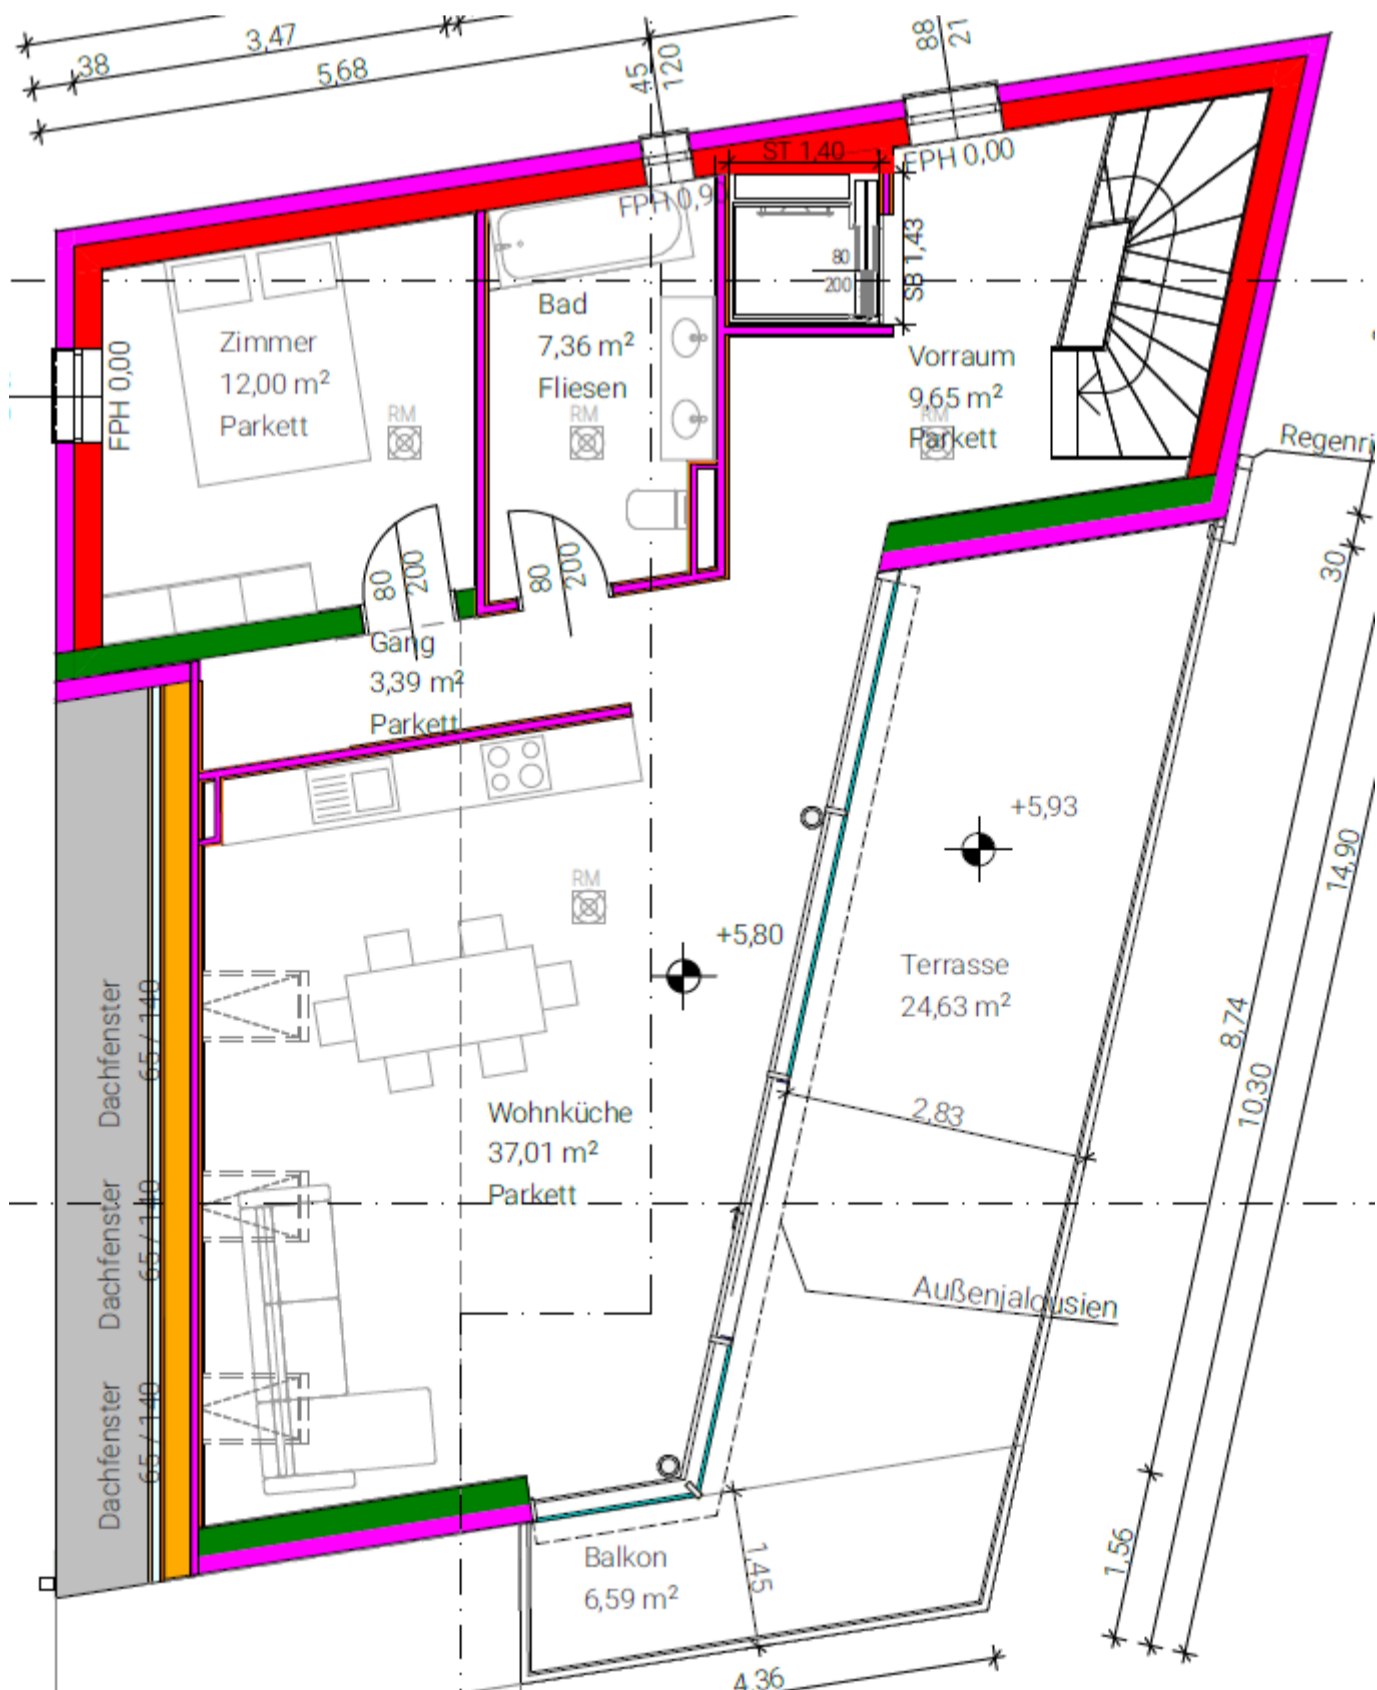 3,47
38
5,68
45
120
88
21
ST 1,40
FPH 0,00
FPH 0,9
SB 1,43
80
200
Bad
7,36 m²
Fliesen
Zimmer
12,00 m²
Parkett
FPH 0,00
RM
RM
Vorraum
9,65 m²
RM
Parkett
Regenri
30
80
200
80
200
Gang
3,39 m²
Parkett
+5,93
14,90
RM
+5,80
Terrasse
24,63 m²
8,74
10,30
Dachfenster
65 / 140
2,83
Wohnküche
37,01 m²
Parkett
Dachfenster
65 / 140
Außenjalousien
Dachfenster
65 / 140
Balkon
6,59 m²
1,45
1,56
4,36